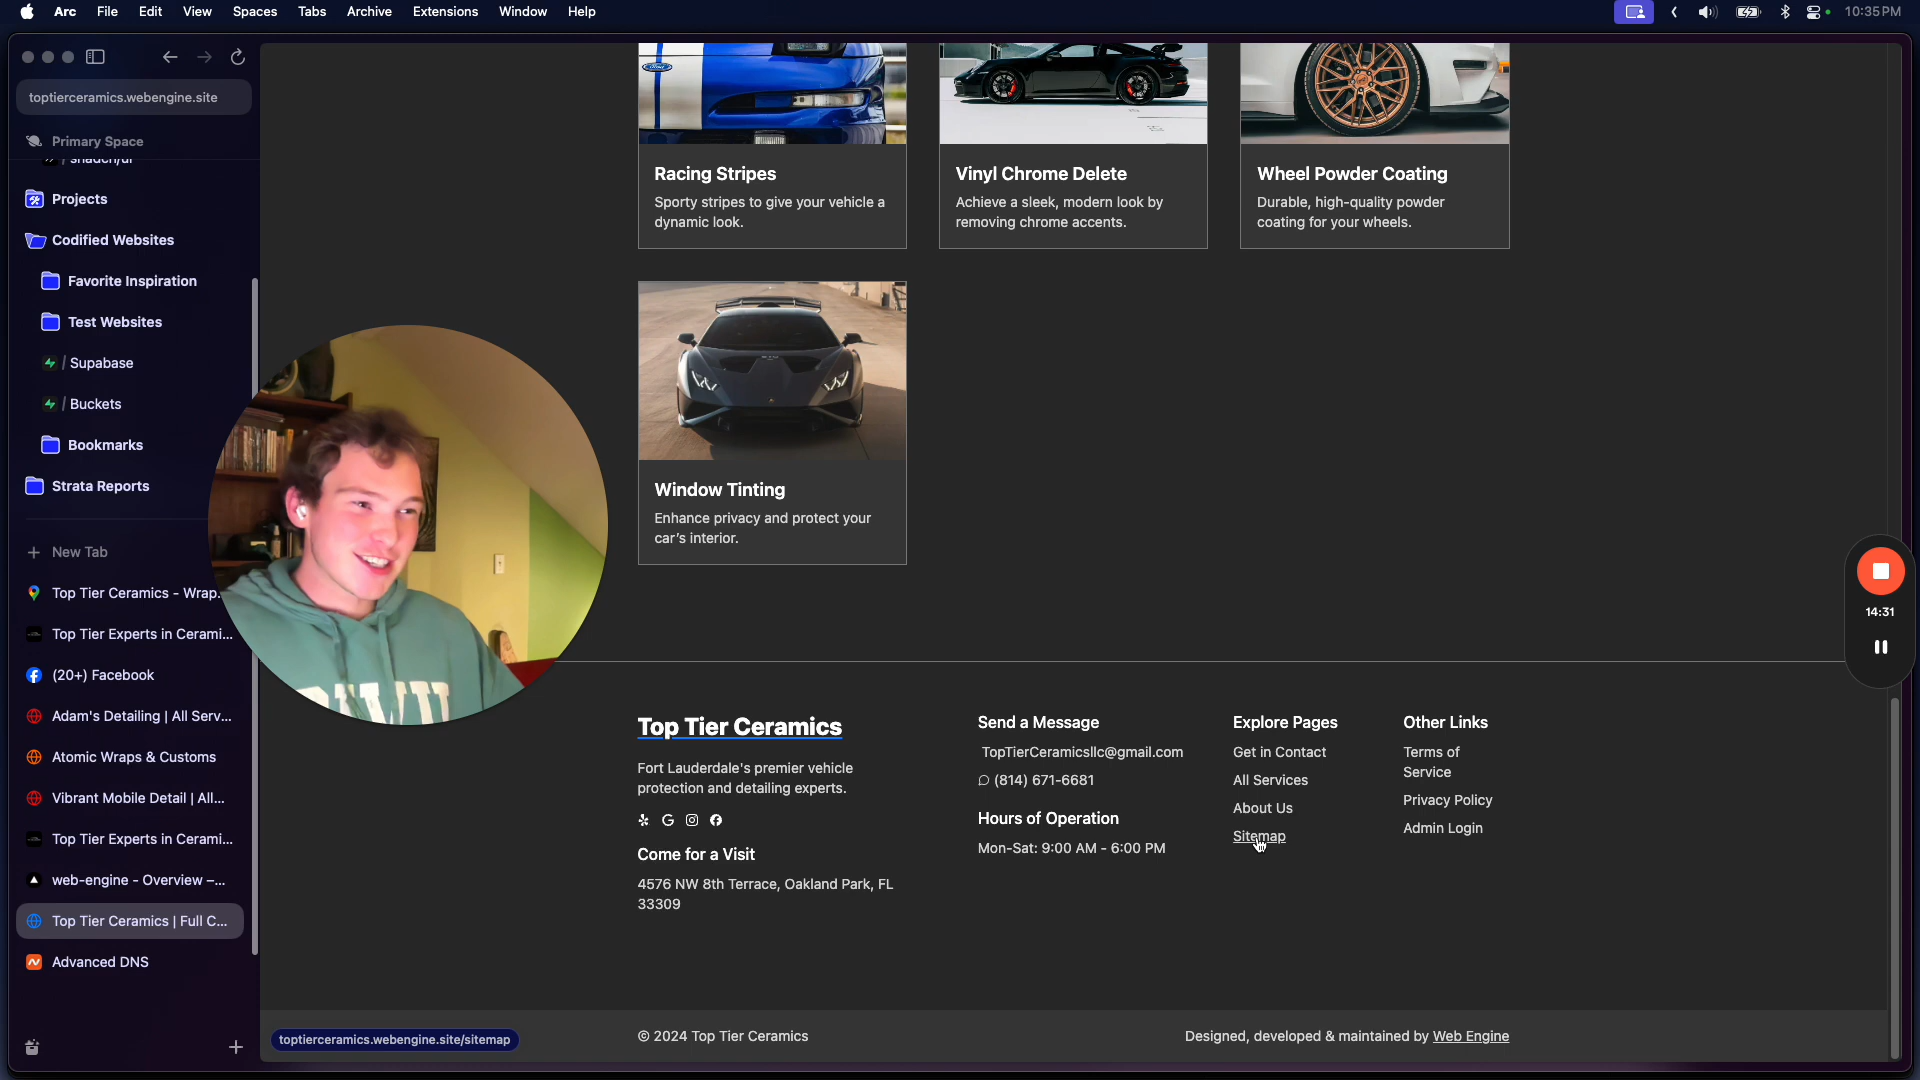 Arc File Edit View Spaces Tabs Archive Extensions Window Help
10:35 PM
toptierceramics.webengine.site
Primary Space
/ shadcn/ui
Projects
Codified Websites
Favorite Inspiration
Test Websites
/ Supabase
/ Buckets
Bookmarks
Strata Reports
New Tab
Top Tier Ceramics - Wrap...
Top Tier Experts in Cerami...
(20+) Facebook
Adam's Detailing | All Serv...
Atomic Wraps & Customs
Vibrant Mobile Detail | All...
Top Tier Experts in Cerami...
web-engine - Overview –...
Top Tier Ceramics | Full C...
Advanced DNS
Racing Stripes
Sporty stripes to give your vehicle a
dynamic look.
Vinyl Chrome Delete
Achieve a sleek, modern look by
removing chrome accents.
Wheel Powder Coating
Durable, high-quality powder
coating for your wheels.
Window Tinting
Enhance privacy and protect your
car's interior.
14:31
Top Tier Ceramics
Fort Lauderdale's premier vehicle
protection and detailing experts.
Come for a Visit
4576 NW 8th Terrace, Oakland Park, FL
33309
Send a Message
TopTierCeramicsllc@gmail.com
(814) 671-6681
Hours of Operation
Mon-Sat: 9:00 AM - 6:00 PM
Explore Pages
Get in Contact
All Services
About Us
Sitemap
Other Links
Terms of
Service
Privacy Policy
Admin Login
toptierceramics.webengine.site/sitemap
© 2024 Top Tier Ceramics
Designed, developed & maintained by Web Engine